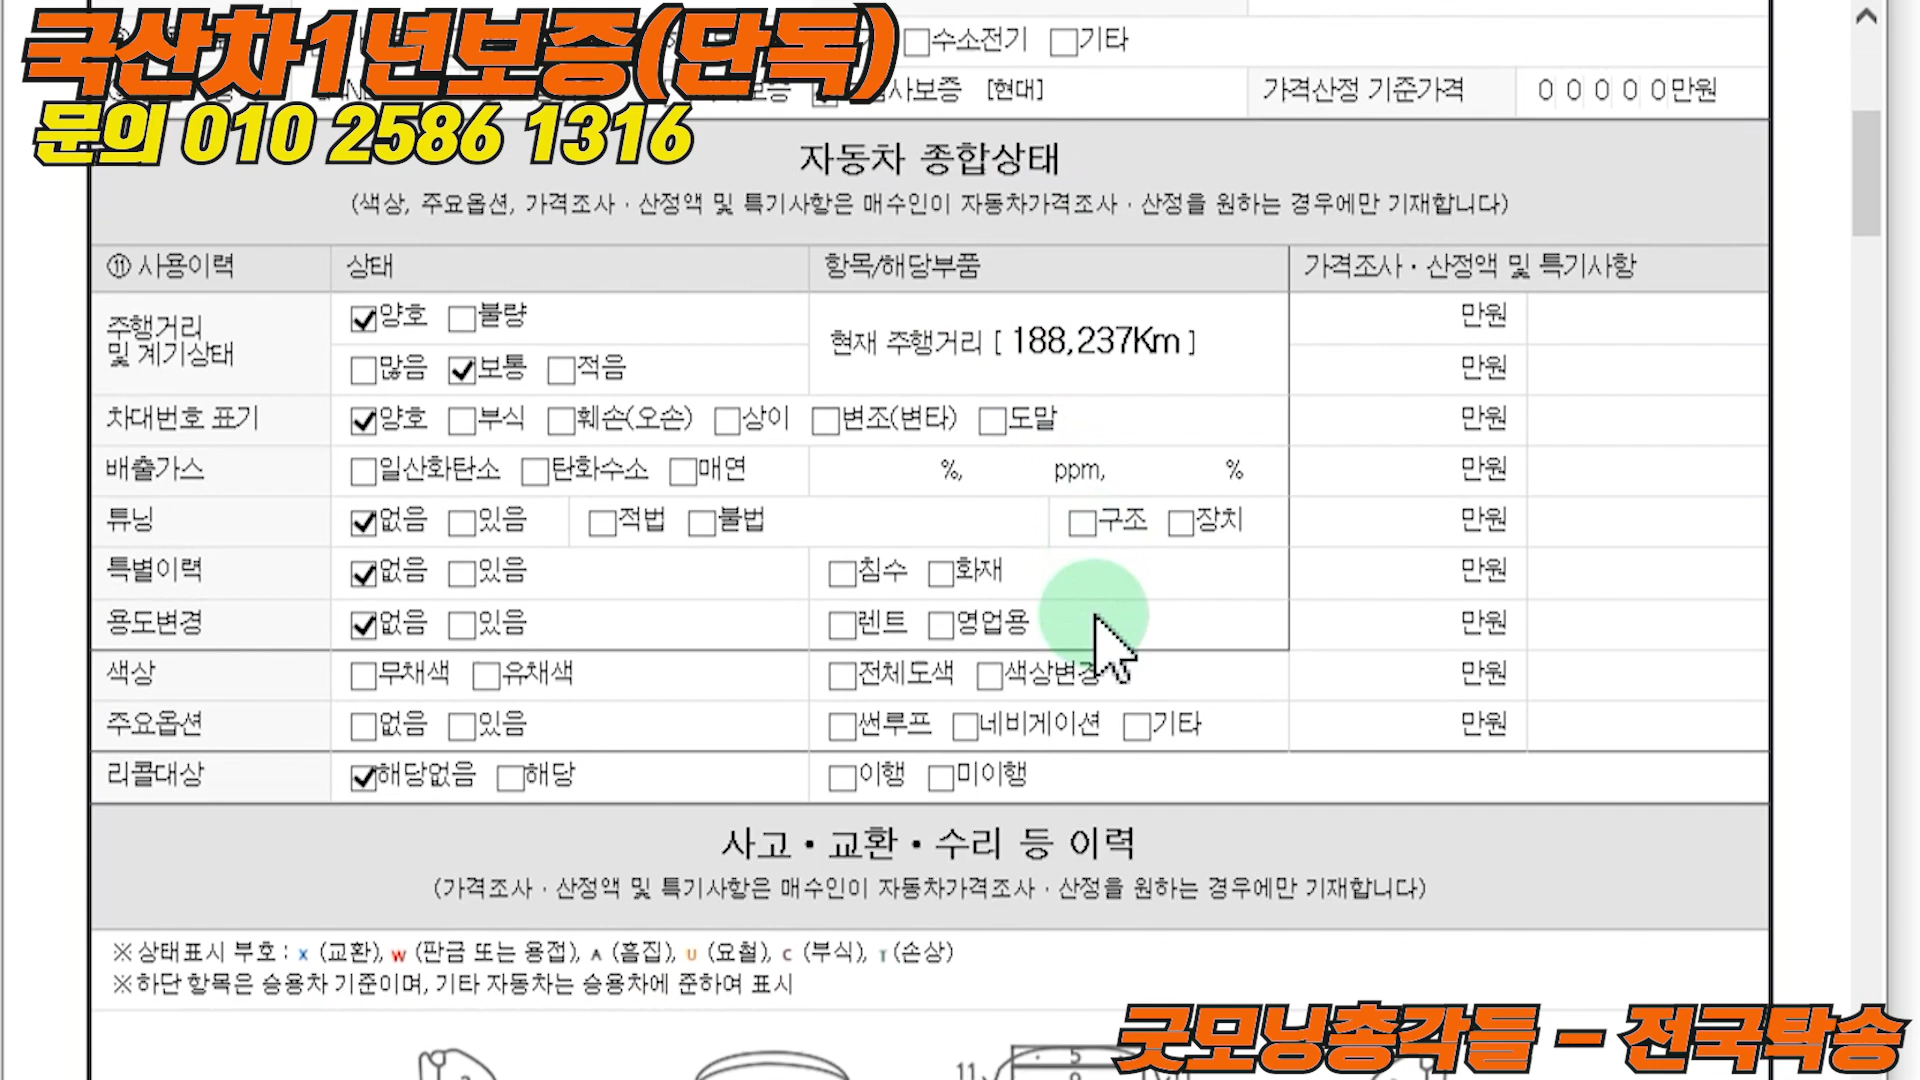 국산차1년보증(단독)
문의 010 2586 1316
수소전기 기타
사보증 [현대] 가격산정 기준가격 0 0 0 0 0만원
자동차 종합상태
(색상, 주요옵션, 가격조사·산정액 및 특기사항은 매수인이 자동차가격조사·산정을 원하는 경우에만 기재합니다)
⑪ 사용이력 상태 항목/해당부품 가격조사·산정액 및 특기사항
주행거리 및 계기상태 양호 불량 현재 주행거리 [ 188,237Km ] 만원
많음 보통 적음 만원
차대번호 표기 양호 부식 훼손(오손) 상이 변조(변타) 도말 만원
배출가스 일산화탄소 탄화수소 매연 %, ppm, % 만원
튜닝 없음 있음 적법 불법 구조 장치 만원
특별이력 없음 있음 침수 화재 만원
용도변경 없음 있음 렌트 영업용 만원
색상 무채색 유채색 전체도색 색상변경 만원
주요옵션 없음 있음 썬루프 네비게이션 기타 만원
리콜대상 해당없음 해당 이행 미이행
사고·교환·수리 등 이력
(가격조사·산정액 및 특기사항은 매수인이 자동차가격조사·산정을 원하는 경우에만 기재합니다)
※상태표시 부호 : X (교환), W (판금 또는 용접), A (흠집), U (요철), C (부식), T (손상)
※하단 항목은 승용차 기준이며, 기타 자동차는 승용차에 준하여 표시
11 5
굿모닝총각들 - 전국탁송